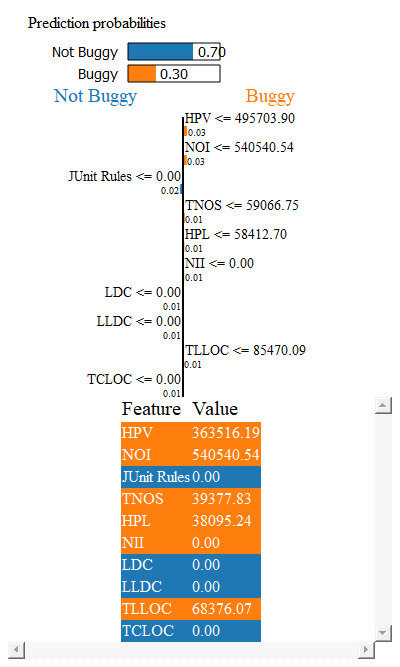 Prediction probabilities
Not Buggy 0.70
Buggy 0.30
Not Buggy Buggy
HPV <= 495703.90
0.03
NOI <= 540540.54
0.03
JUnit Rules <= 0.00
0.02
TNOS <= 59066.75
0.01
HPL <= 58412.70
0.01
NII <= 0.00
0.01
LDC <= 0.00
0.01
LLDC <= 0.00
0.01
TLLOC <= 85470.09
0.01
TCLOC <= 0.00
0.01
Feature Value
HPV 363516.19
NOI 540540.54
JUnit Rules 0.00
TNOS 39377.83
HPL 38095.24
NII 0.00
LDC 0.00
LLDC 0.00
TLLOC 68376.07
TCLOC 0.00